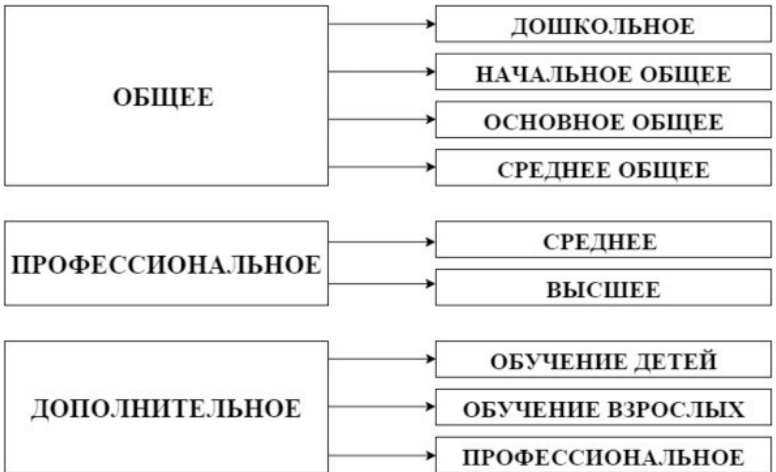 ОБЩЕЕ
ДОШКОЛЬНОЕ
НАЧАЛЬНОЕ ОБЩЕЕ
ОСНОВНОЕ ОБЩЕЕ
СРЕДНЕЕ ОБЩЕЕ
ПРОФЕССИОНАЛЬНОЕ
СРЕДНЕЕ
ВЫСШЕЕ
ДОПОЛНИТЕЛЬНОЕ
ОБУЧЕНИЕ ДЕТЕЙ
ОБУЧЕНИЕ ВЗРОСЛЫХ
ПРОФЕССИОНАЛЬНОЕ